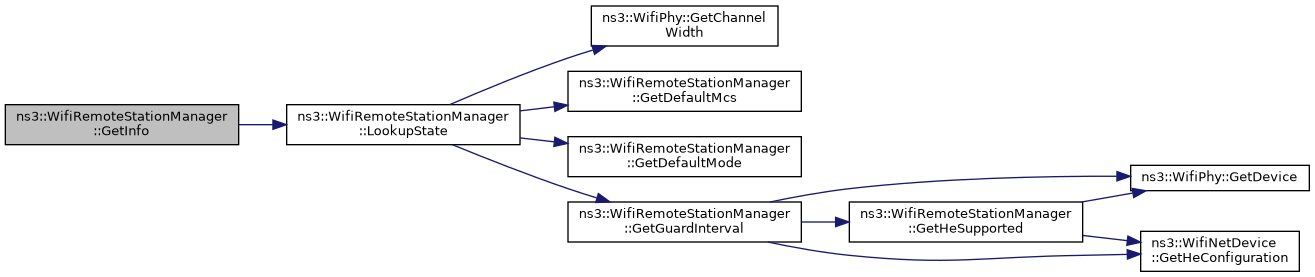 ns3::WifiRemoteStationManager
::GetInfo
ns3::WifiRemoteStationManager
::LookupState
ns3::WifiPhy::GetChannel
Width
ns3::WifiRemoteStationManager
::GetDefaultMcs
ns3::WifiRemoteStationManager
::GetDefaultMode
ns3::WifiRemoteStationManager
::GetGuardInterval
ns3::WifiRemoteStationManager
::GetHeSupported
ns3::WifiPhy::GetDevice
ns3::WifiNetDevice
::GetHeConfiguration